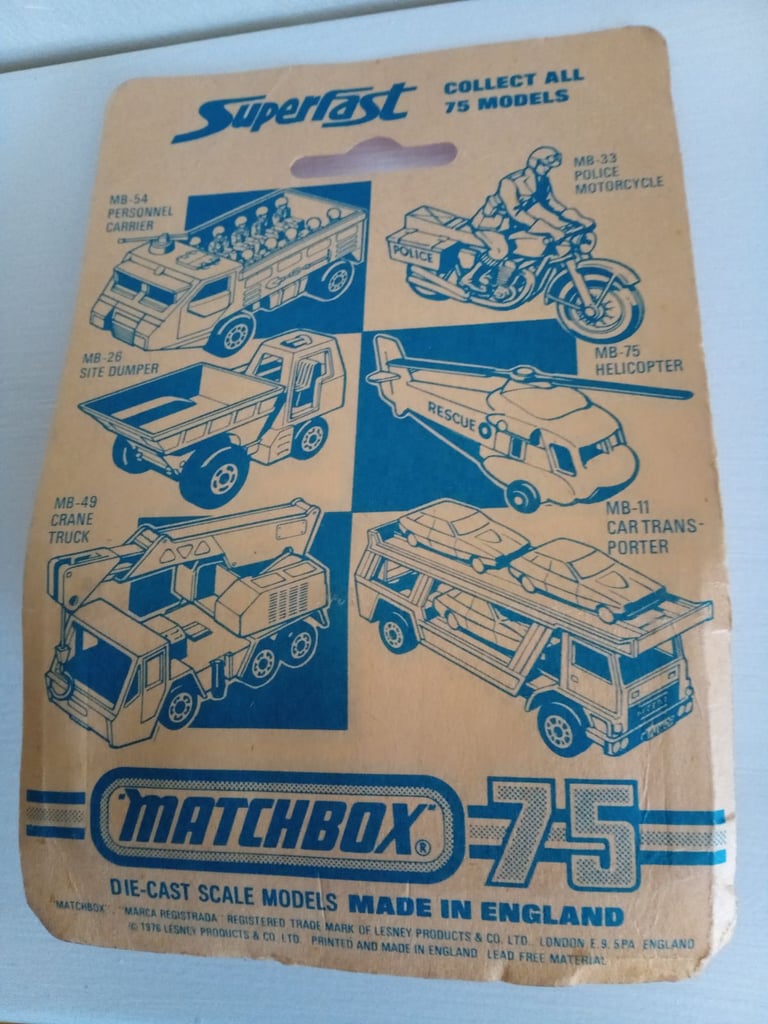 Superfast
COLLECT ALL
75 MODELS
MB-54
PERSONNEL
CARRIER
MB-33
POLICE
MOTORCYCLE
POLICE
MB-26
SITE DUMPER
MB-75
HELICOPTER
RESCUE
MB-49
CRANE
TRUCK
MB-11
CAR TRANS-
PORTER
"MATCHBOX"® 75
DIE-CAST SCALE MODELS MADE IN ENGLAND
"MATCHBOX" "MARCA REGISTRADA" REGISTERED TRADE MARK OF LESNEY PRODUCTS & CO. LTD. LONDON E.9. 5PA ENGLAND
© 1976 LESNEY PRODUCTS & CO. LTD. PRINTED AND MADE IN ENGLAND LEAD FREE MATERIAL